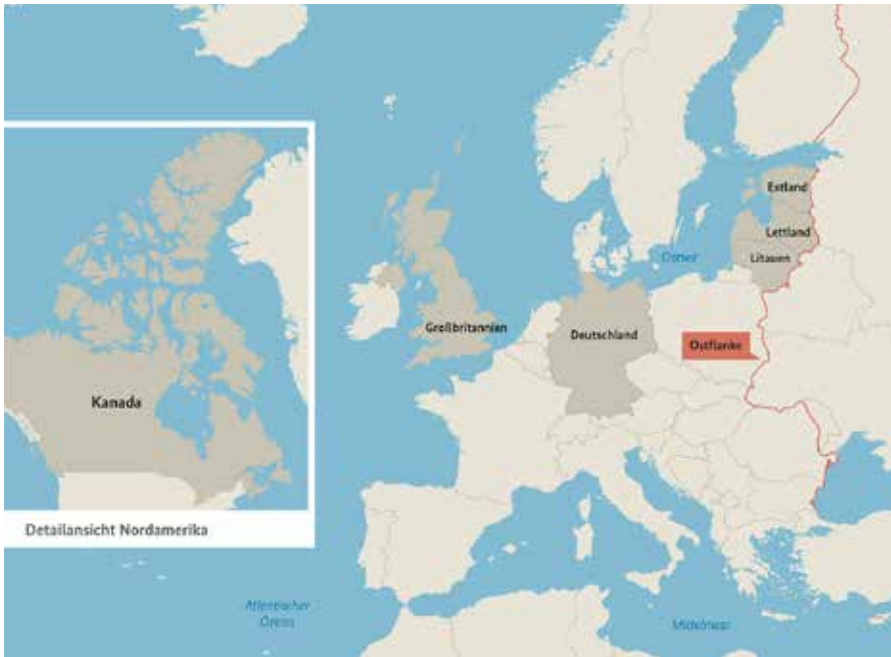 Estland
Lettland
Ostsee
Litauen
Großbritannien
Deutschland
Ostflanke
Kanada
Detailansicht Nordamerika
Atlantischer
Ozean
Mittelmeer